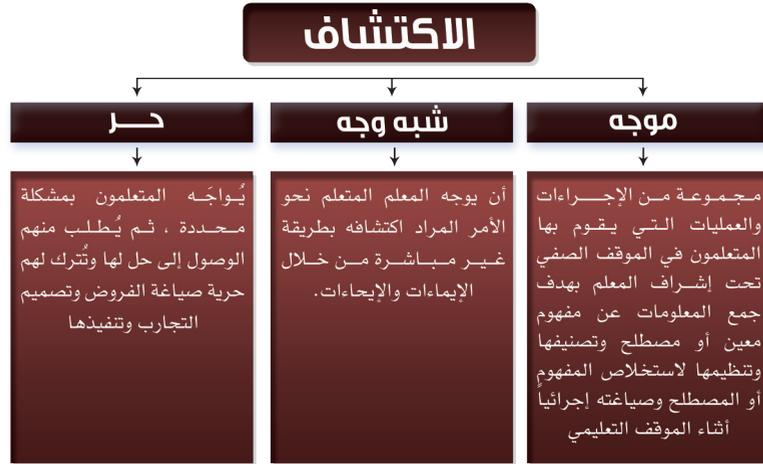 الاكتشاف
موجه
مجموعة من الإجراءات
والعمليات التي يقوم بها
المتعلمون في الموقف الصفي
تحت إشراف المعلم بهدف
جمع المعلومات عن مفهوم
معين أو مصطلح وتصنيفها
وتنظيمها لاستخلاص المفهوم
أو المصطلح وصياغته إجرائياً
أثناء الموقف التعليمي
شبه وجه
أن يوجه المعلم المتعلم نحو
الأمر المراد اكتشافه بطريقة
غير مباشرة من خلال
الإيماءات والإيحاءات.
حر
يُواجَه المتعلمون بمشكلة
محددة ، ثم يُطلب منهم
الوصول إلى حل لها وتُترك لهم
حرية صياغة الفروض وتصميم
التجارب وتنفيذها